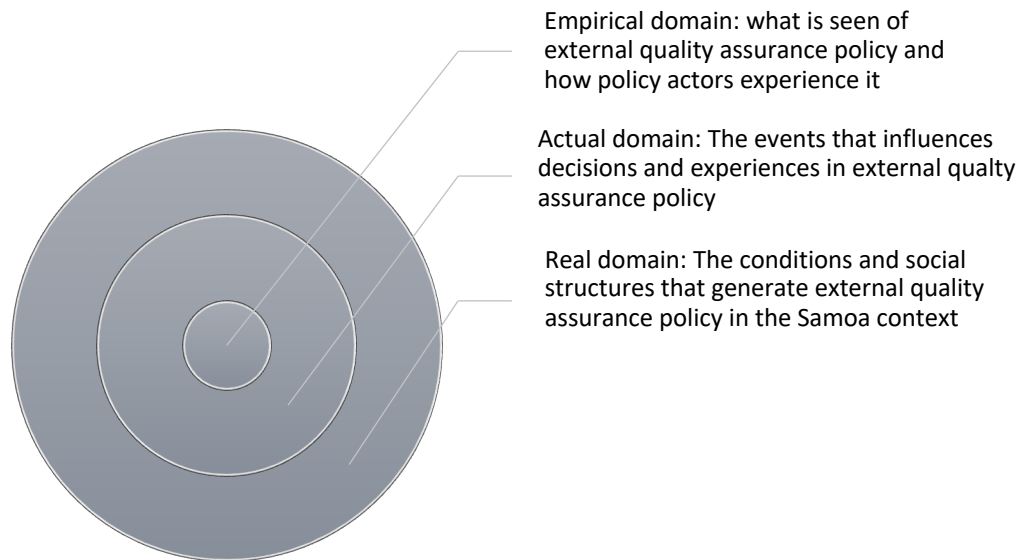 Empirical domain: what is seen of
external quality assurance policy and
how policy actors experience it
Actual domain: The events that influences
decisions and experiences in external qualty
assurance policy
Real domain: The conditions and social
structures that generate external quality
assurance policy in the Samoa context